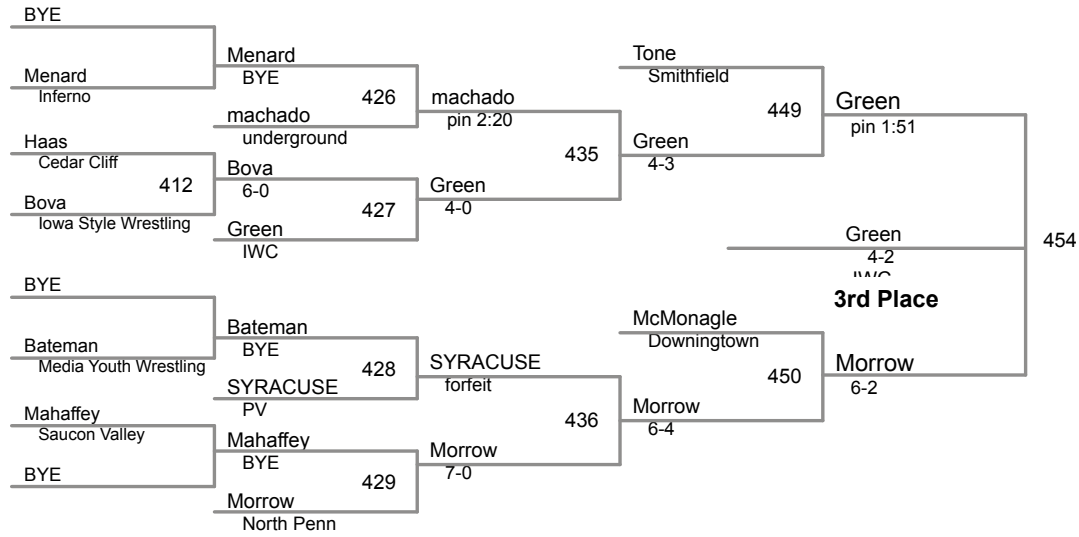 BYE
Menard
Inferno
Menard
BYE
426
machado
underground
Haas
Cedar Cliff
412
Bova
Iowa Style Wrestling
Bova
6-0
427
Green
IWC
machado
pin 2:20
435
Green
4-0
Tone
Smithfield
449
Green
4-3
Green
pin 1:51
Green
4-2
IWC
3rd Place
454
BYE
Bateman
Media Youth Wrestling
Bateman
BYE
428
SYRACUSE
PV
Mahaffey
Saucon Valley
BYE
Mahaffey
BYE
429
Morrow
North Penn
SYRACUSE
forfeit
436
Morrow
7-0
McMonagle
Downingtown
450
Morrow
6-4
Morrow
6-2